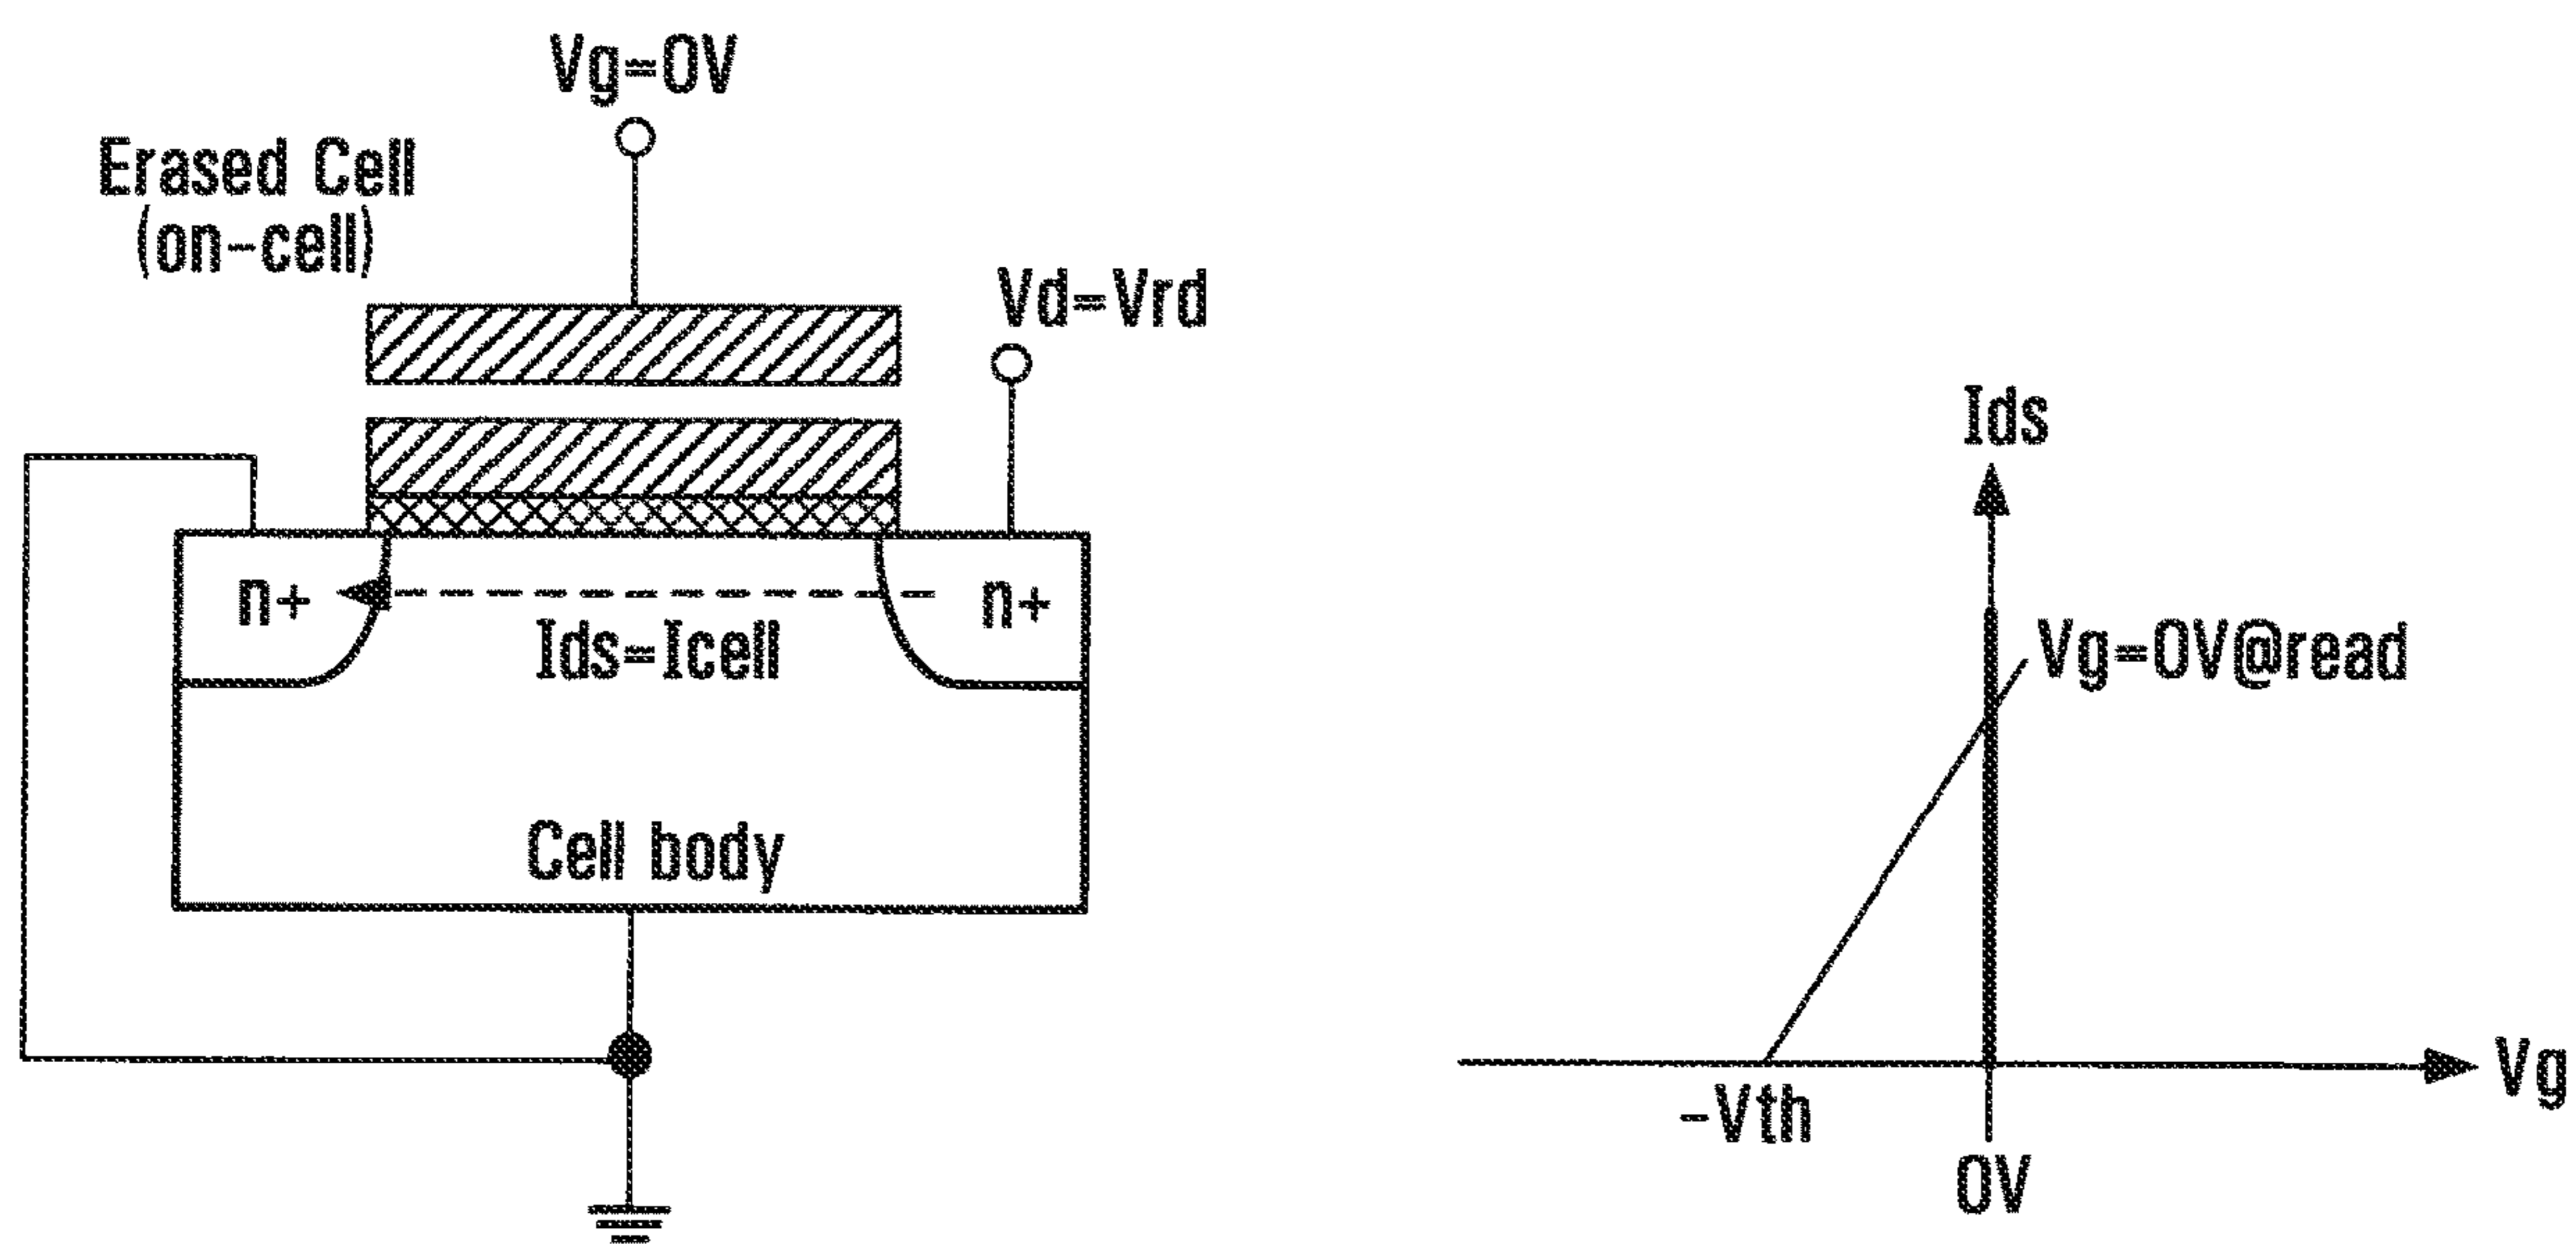 Vg=0V
Erased Cell
(on-cell)
Vd=Vrd
n+
n+
Ids=Icell
Cell body
Ids
Vg=0V@read
-Vth
0V
Vg